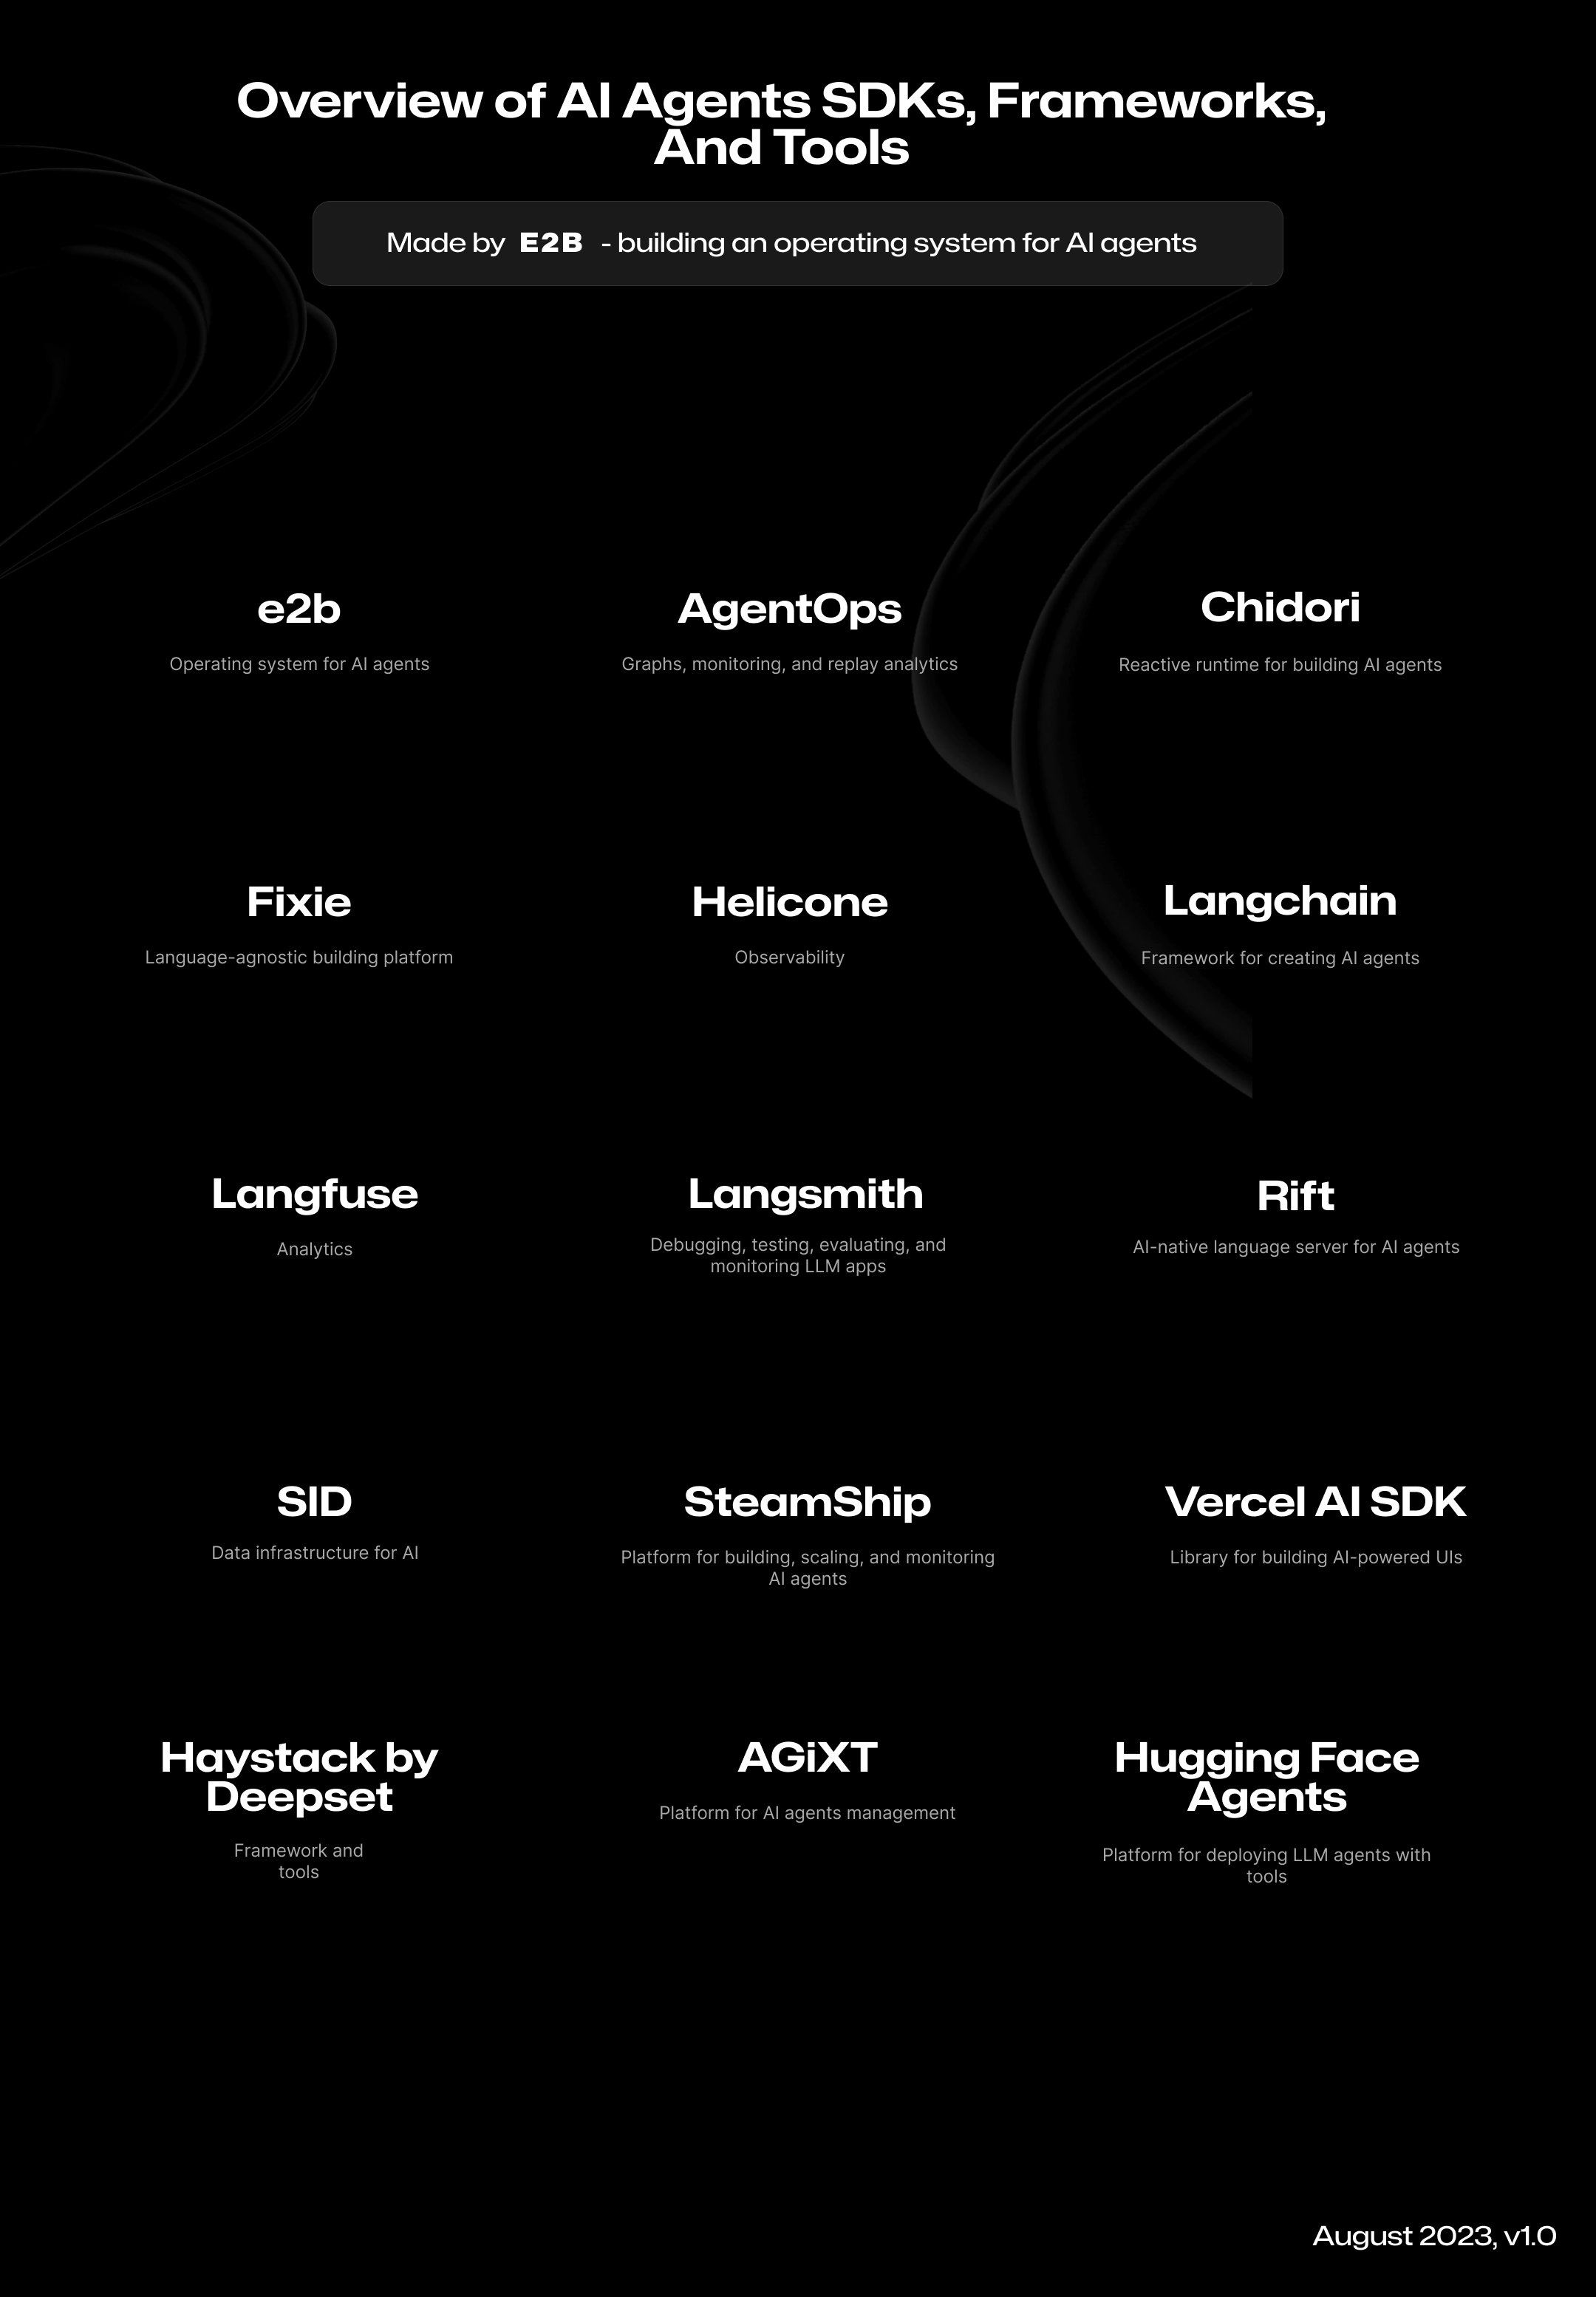 Overview of AI Agents SDKs, Frameworks,
And Tools
Made by E2B - building an operating system for AI agents
e2b
Operating system for AI agents
AgentOps
Graphs, monitoring, and replay analytics
Chidori
Reactive runtime for building AI agents
Fixie
Language-agnostic building platform
Helicone
Observability
Langchain
Framework for creating AI agents
Langfuse
Analytics
Langsmith
Debugging, testing, evaluating, and
monitoring LLM apps
Rift
AI-native language server for AI agents
SID
Data infrastructure for AI
SteamShip
Platform for building, scaling, and monitoring
AI agents
Vercel AI SDK
Library for building AI-powered UIs
Haystack by
Deepset
Framework and
tools
AGiXT
Platform for AI agents management
Hugging Face
Agents
Platform for deploying LLM agents with
tools
August 2023, v1.0